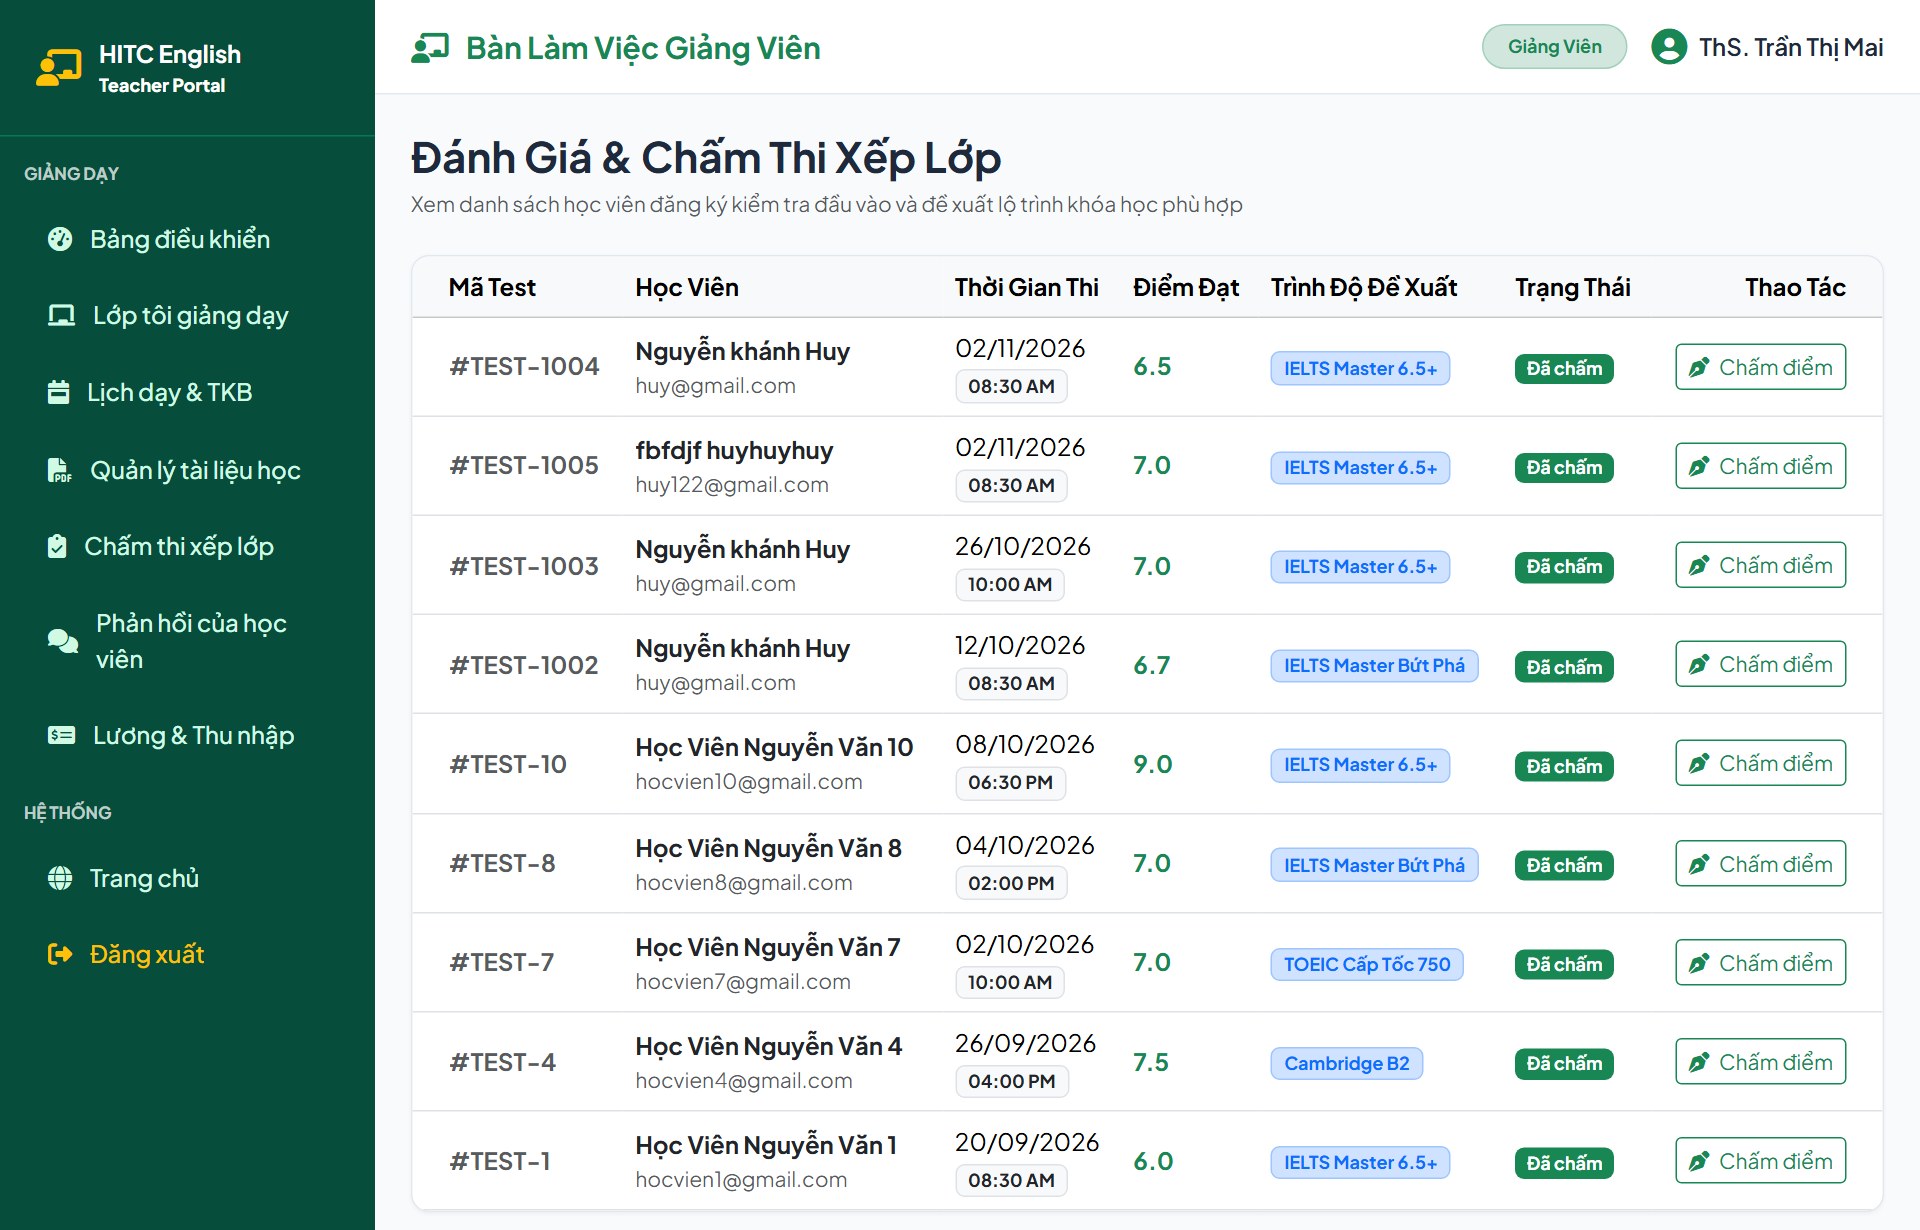 HITC English
Teacher Portal
GIẢNG DẠY
Bảng điều khiển
Lớp tôi giảng dạy
Lịch dạy & TKB
Quản lý tài liệu học
Chấm thi xếp lớp
Phản hồi của học
viên
Lương & Thu nhập
HỆ THỐNG
Trang chủ
Đăng xuất
Bàn Làm Việc Giảng Viên
Giảng Viên
ThS. Trần Thị Mai
Đánh Giá & Chấm Thi Xếp Lớp
Xem danh sách học viên đăng ký kiểm tra đầu vào và đề xuất lộ trình khóa học phù hợp
Mã Test Học Viên Thời Gian Thi Điểm Đạt Trình Độ Đề Xuất Trạng Thái Thao Tác
#TEST-1004 Nguyễn khánh Huy 02/11/2026 6.5 IELTS Master 6.5+ Đã chấm Chấm điểm
huy@gmail.com 08:30 AM
#TEST-1005 fbfdjf huyhuyhuy 02/11/2026 7.0 IELTS Master 6.5+ Đã chấm Chấm điểm
huy122@gmail.com 08:30 AM
#TEST-1003 Nguyễn khánh Huy 26/10/2026 7.0 IELTS Master 6.5+ Đã chấm Chấm điểm
huy@gmail.com 10:00 AM
#TEST-1002 Nguyễn khánh Huy 12/10/2026 6.7 IELTS Master Bứt Phá Đã chấm Chấm điểm
huy@gmail.com 08:30 AM
#TEST-10 Học Viên Nguyễn Văn 10 08/10/2026 9.0 IELTS Master 6.5+ Đã chấm Chấm điểm
hocvien10@gmail.com 06:30 PM
#TEST-8 Học Viên Nguyễn Văn 8 04/10/2026 7.0 IELTS Master Bứt Phá Đã chấm Chấm điểm
hocvien8@gmail.com 02:00 PM
#TEST-7 Học Viên Nguyễn Văn 7 02/10/2026 7.0 TOEIC Cấp Tốc 750 Đã chấm Chấm điểm
hocvien7@gmail.com 10:00 AM
#TEST-4 Học Viên Nguyễn Văn 4 26/09/2026 7.5 Cambridge B2 Đã chấm Chấm điểm
hocvien4@gmail.com 04:00 PM
#TEST-1 Học Viên Nguyễn Văn 1 20/09/2026 6.0 IELTS Master 6.5+ Đã chấm Chấm điểm
hocvien1@gmail.com 08:30 AM